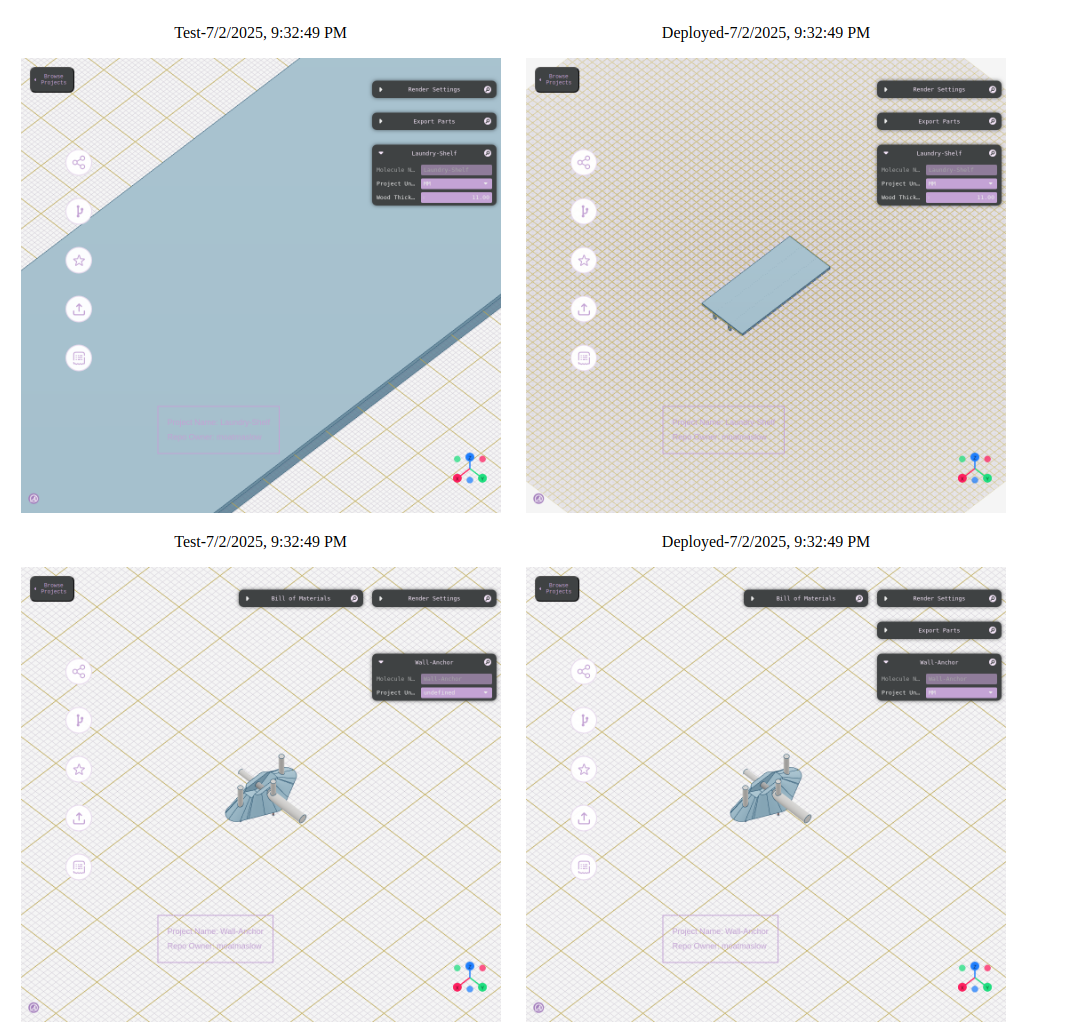 Test-7/2/2025, 9:32:49 PM
Deployed-7/2/2025, 9:32:49 PM
Browse
Projects
Render Settings
Export Parts
Laundry-Shelf
Molecule N…
Laundry-Shelf
Project Un…
MM
Wood Thick…
11.00
Project Name: Laundry-Shelf
Repo Owner: moatmaslow
Browse
Projects
Render Settings
Export Parts
Laundry-Shelf
Molecule N…
Laundry-Shelf
Project Un…
MM
Wood Thick…
11.00
Project Name: Laundry-Shelf
Repo Owner: moatmaslow
Test-7/2/2025, 9:32:49 PM
Deployed-7/2/2025, 9:32:49 PM
Browse
Projects
Bill of Materials
Render Settings
Wall-Anchor
Molecule N…
Wall-Anchor
Project Un…
undefined
Project Name: Wall-Anchor
Repo Owner: moatmaslow
Browse
Projects
Bill of Materials
Render Settings
Export Parts
Wall-Anchor
Molecule N…
Wall-Anchor
Project Un…
MM
Project Name: Wall-Anchor
Repo Owner: moatmaslow